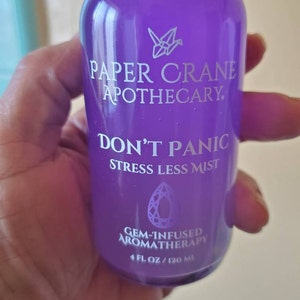 Paper Crane
Apothecary®
Don't Panic
Stress Less Mist
Gem-Infused
Aromatherapy
4 fl oz / 120 ml